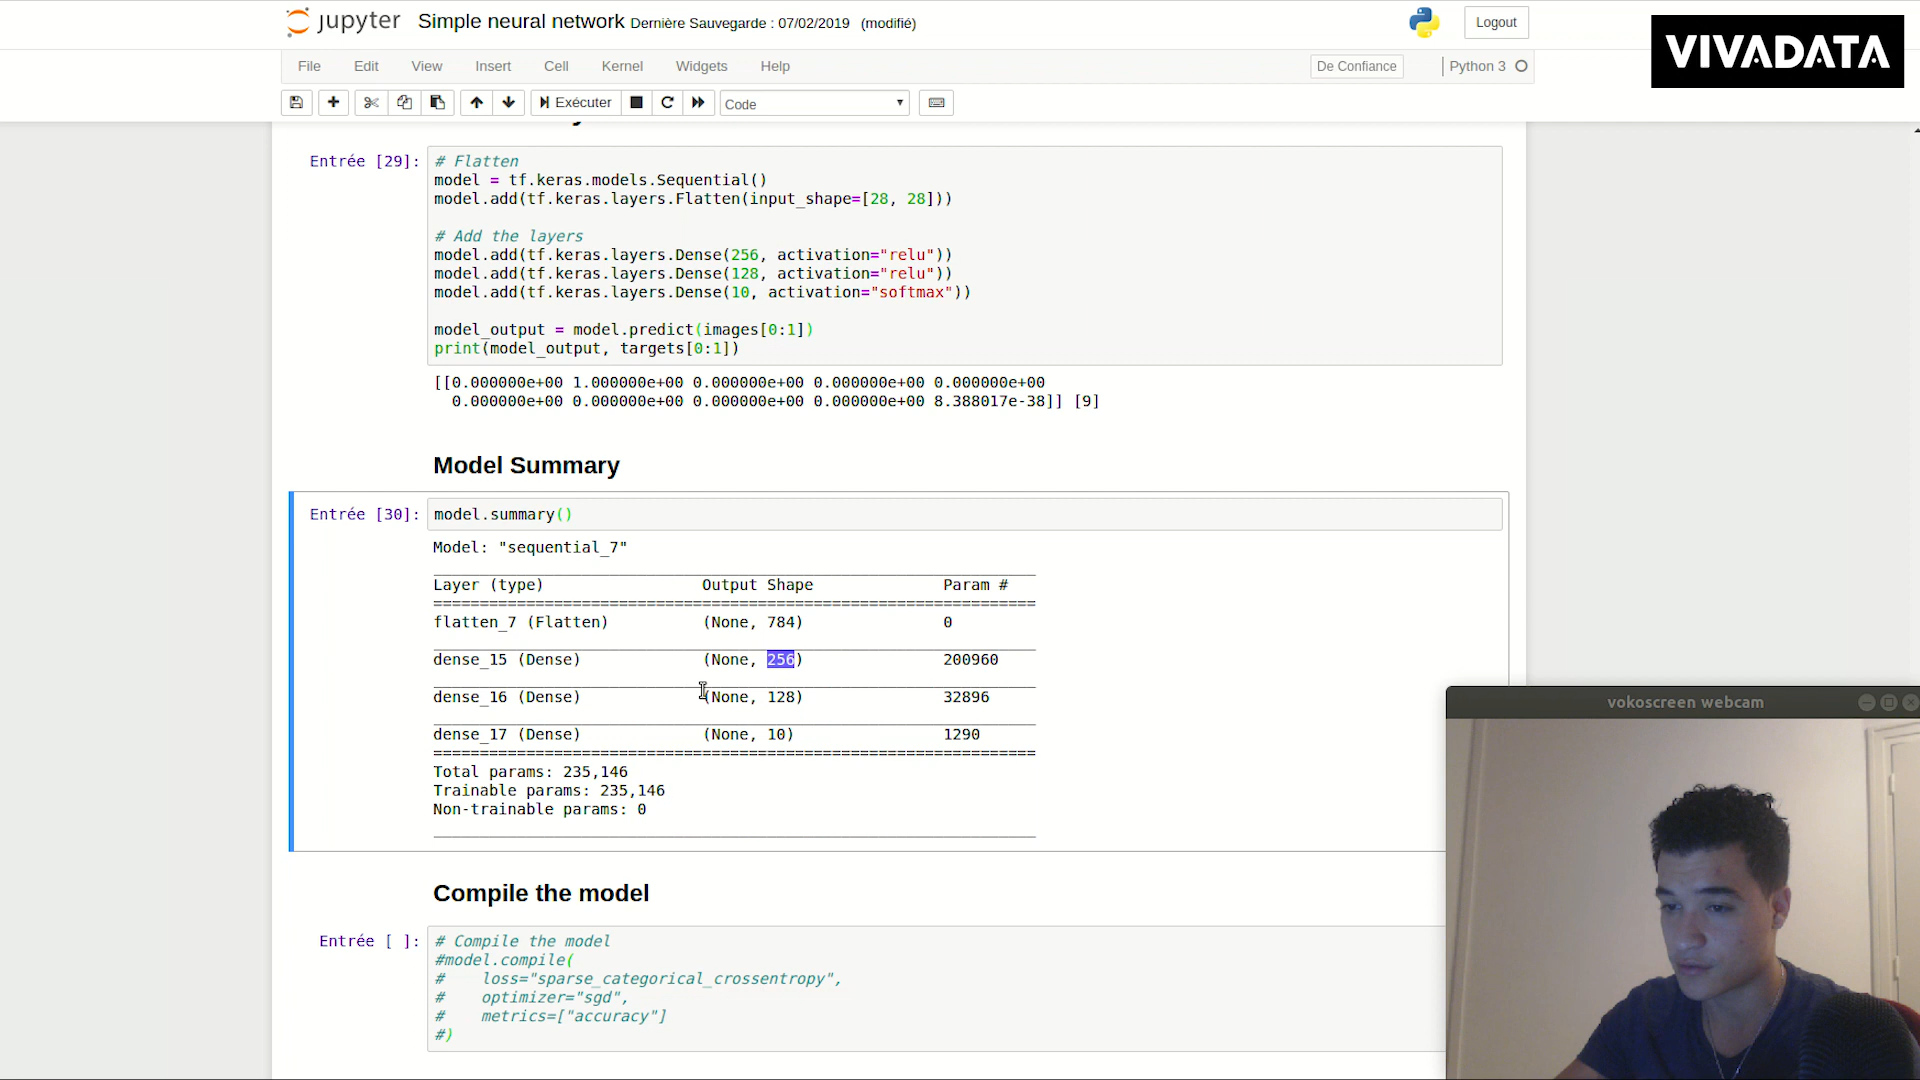 jupyter Simple neural network Dernière Sauvegarde : 07/02/2019 (modifié)
Logout
VIVADATA
File Edit View Insert Cell Kernel Widgets Help
De Confiance
Python 3
Exécuter
Code
Entrée [29]:
# Flatten
model = tf.keras.models.Sequential()
model.add(tf.keras.layers.Flatten(input_shape=[28, 28]))
# Add the layers
model.add(tf.keras.layers.Dense(256, activation="relu"))
model.add(tf.keras.layers.Dense(128, activation="relu"))
model.add(tf.keras.layers.Dense(10, activation="softmax"))
model_output = model.predict(images[0:1])
print(model_output, targets[0:1])
[[0.000000e+00 1.000000e+00 0.000000e+00 0.000000e+00 0.000000e+00
0.000000e+00 0.000000e+00 0.000000e+00 0.000000e+00 8.388017e-38]] [9]
Model Summary
Entrée [30]:
model.summary()
Model: "sequential_7"
Layer (type) Output Shape Param #
flatten_7 (Flatten) (None, 784) 0
dense_15 (Dense) (None, 256) 200960
dense_16 (Dense) (None, 128) 32896
dense_17 (Dense) (None, 10) 1290
Total params: 235,146
Trainable params: 235,146
Non-trainable params: 0
vokoscreen webcam
Compile the model
Entrée [ ]:
# Compile the model
#model.compile(
#    loss="sparse_categorical_crossentropy",
#    optimizer="sgd",
#    metrics=["accuracy"]
#)